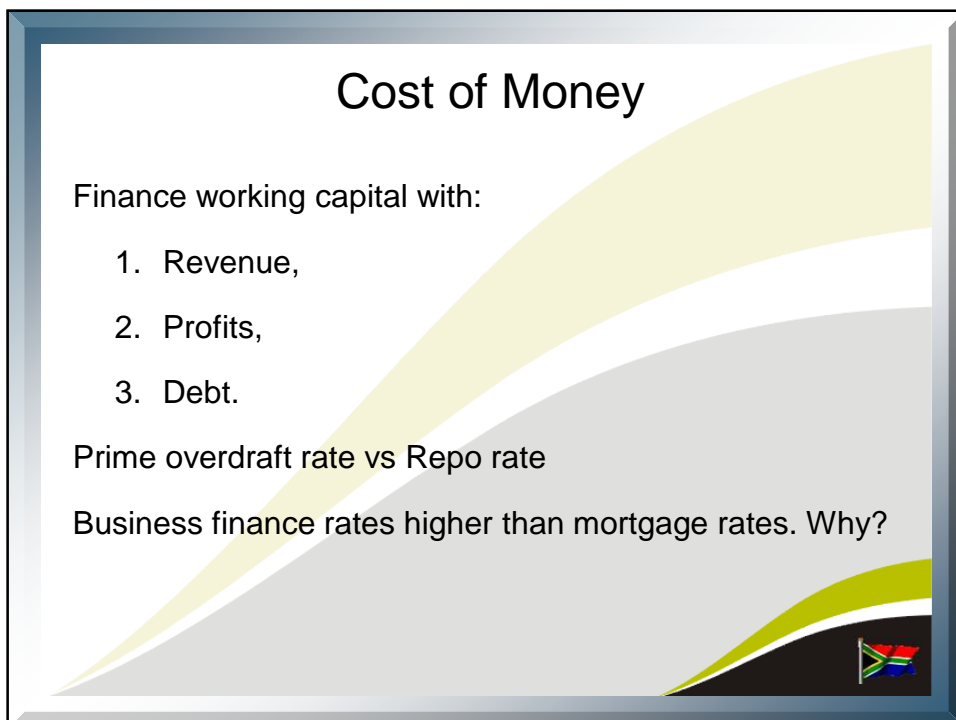 Cost of Money
Finance working capital with:
1. Revenue,
2. Profits,
3. Debt.
Prime overdraft rate vs Repo rate
Business finance rates higher than mortgage rates. Why?